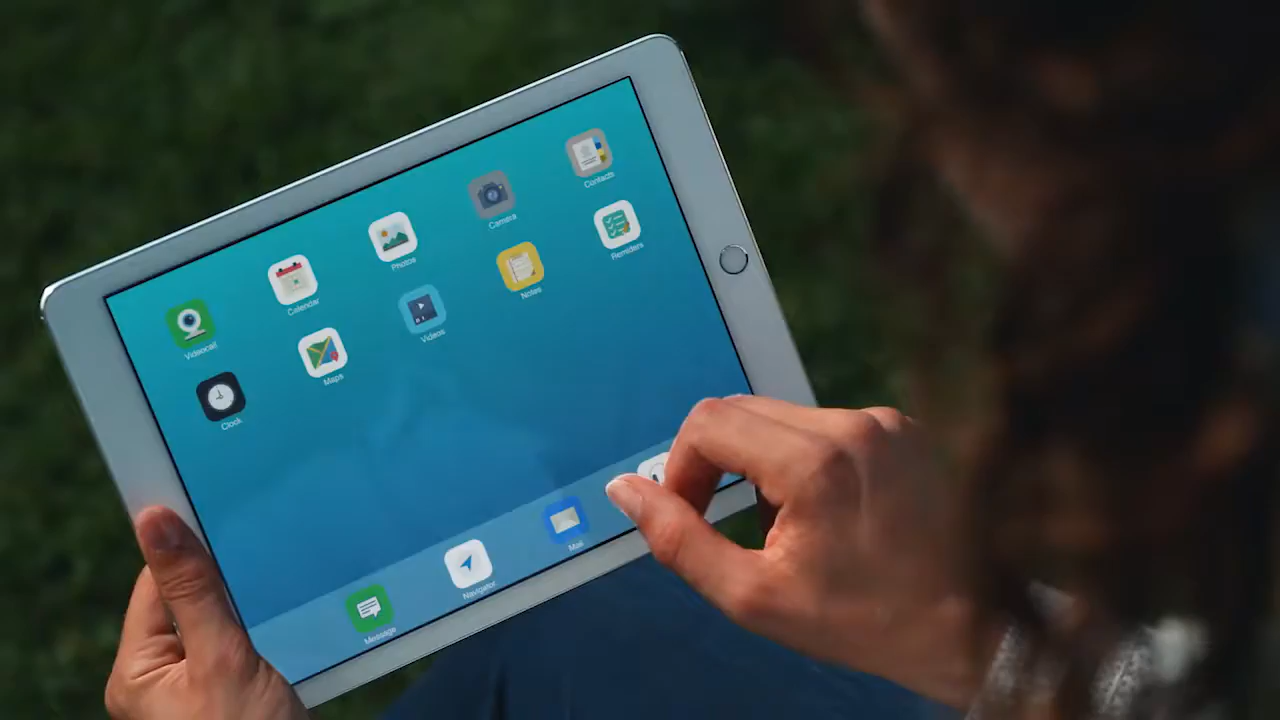 Videocall
Calendar
Photos
Camera
Contacts
Clock
Maps
Videos
Notes
Reminders
Message
Navigator
Mail